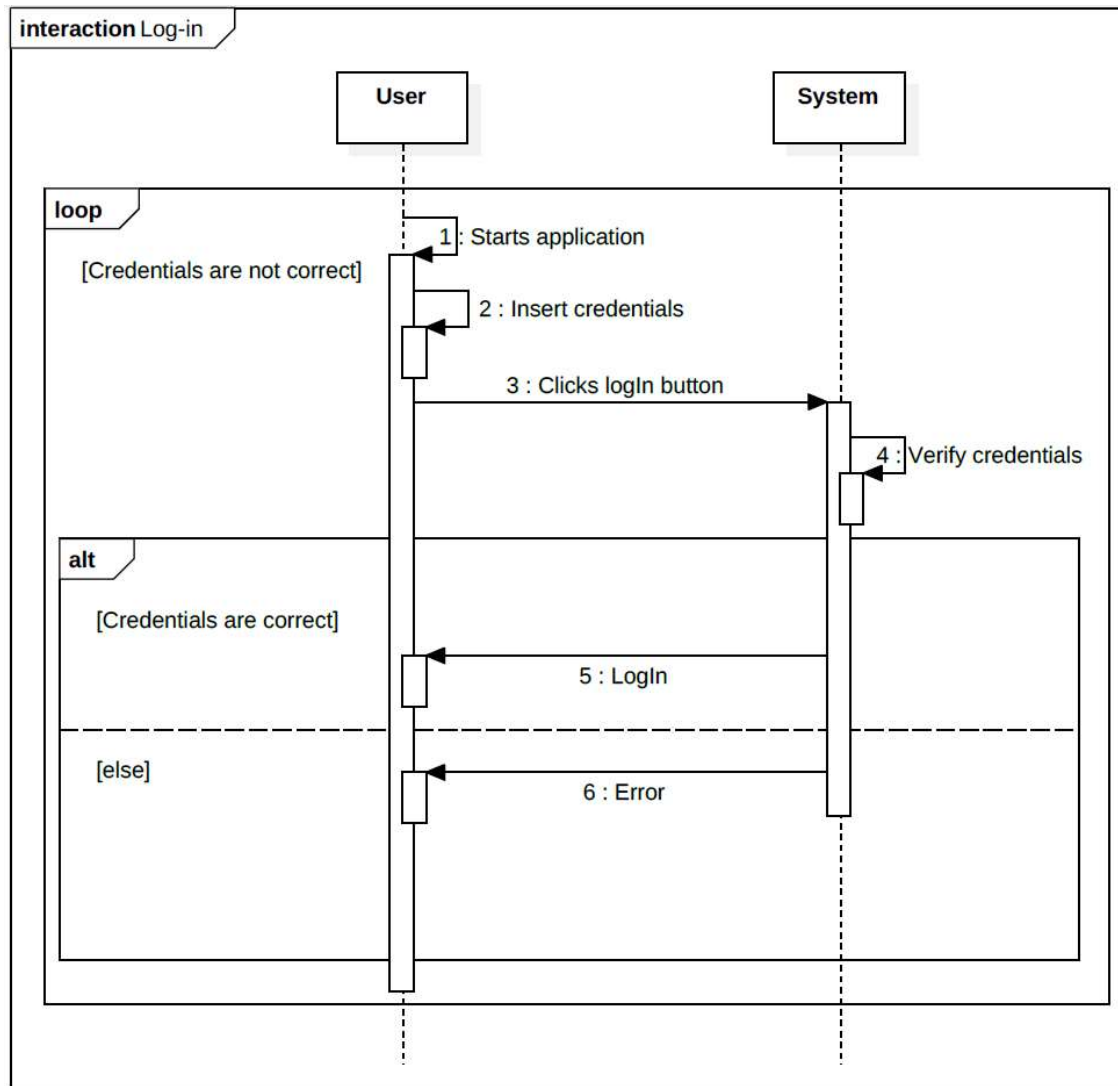 interaction Log-in
User
System
loop
1 : Starts application
[Credentials are not correct]
2 : Insert credentials
3 : Clicks logIn button
4 : Verify credentials
alt
[Credentials are correct]
5 : LogIn
[else]
6 : Error